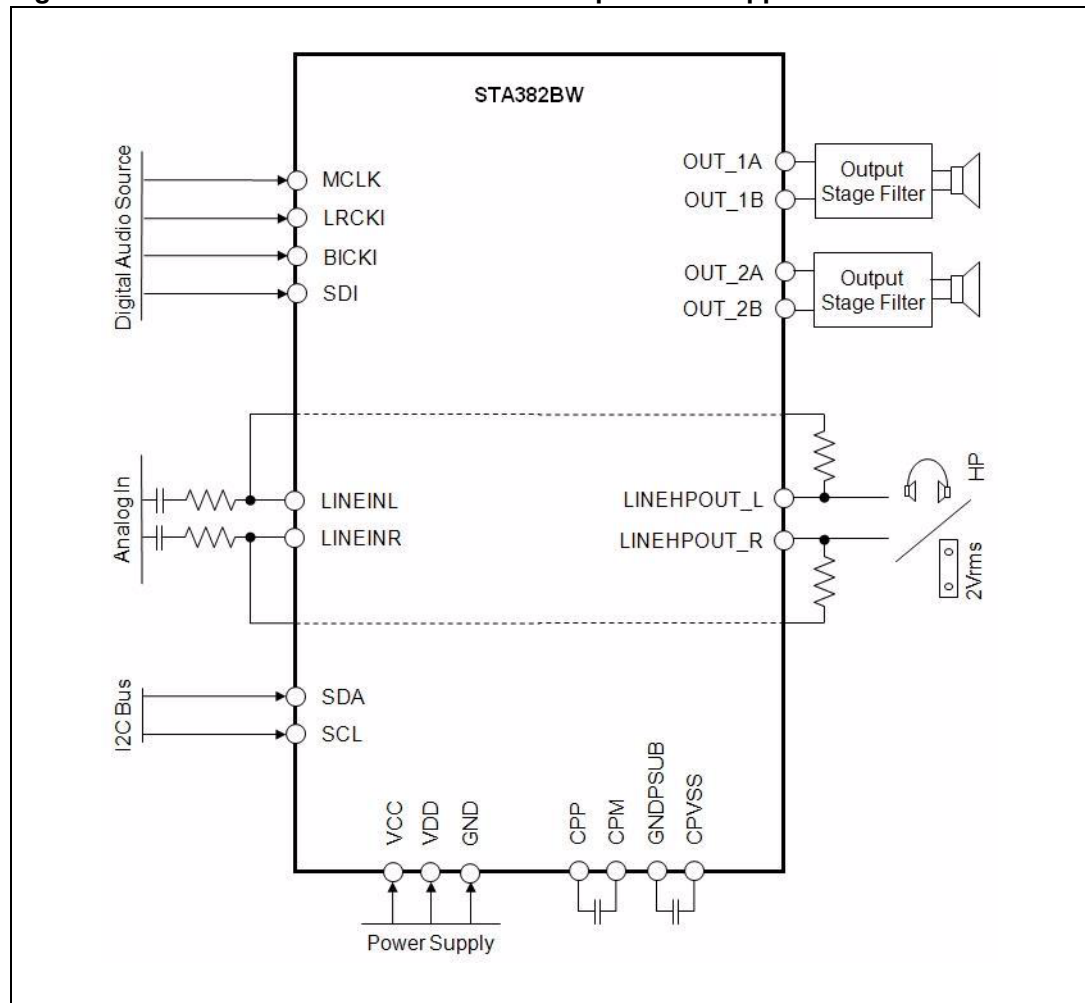 STA382BW
Digital Audio Source
MCLK
LRCKI
BICKI
SDI
OUT_1A
OUT_1B
Output
Stage Filter
OUT_2A
OUT_2B
Output
Stage Filter
Analog In
LINEINL
LINEINR
LINEHPOUT_L
LINEHPOUT_R
HP
2Vrms
I2C Bus
SDA
SCL
VCC
VDD
GND
CPP
CPM
GNDPSUB
CPVSS
Power Supply